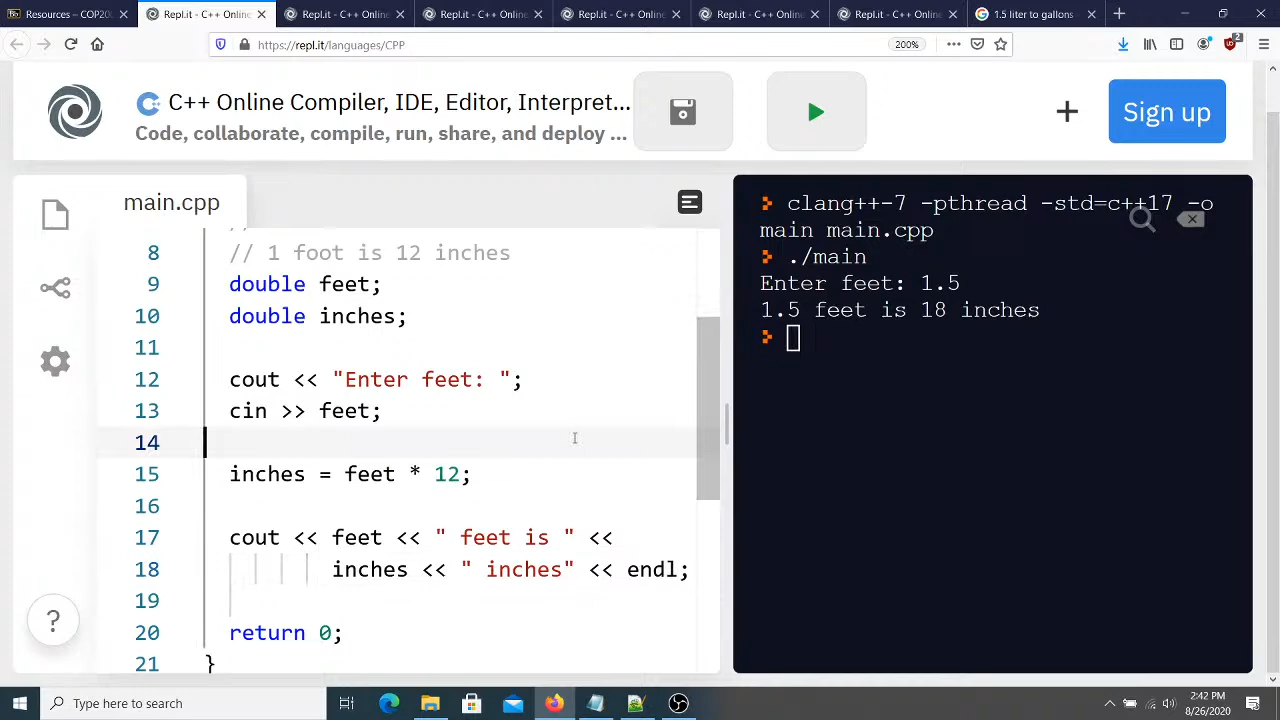 Resources — COP20
Repl.it - C++ Online
Repl.it - C++ Online
Repl.it - C++ Online
Repl.it - C++ Online
Repl.it - C++ Online
Repl.it - C++ Online
1.5 liter to gallons -
https://repl.it/languages/CPP
200%
2
C++ Online Compiler, IDE, Editor, Interpret...
Code, collaborate, compile, run, share, and deploy ...
Sign up
main.cpp
8 // 1 foot is 12 inches
9 double feet;
10 double inches;
11
12 cout << "Enter feet: ";
13 cin >> feet;
14
15 inches = feet * 12;
16
17 cout << feet << " feet is " <<
18 inches << " inches" << endl;
19
20 return 0;
21 }
clang++-7 -pthread -std=c++17 -o
main main.cpp
./main
Enter feet: 1.5
1.5 feet is 18 inches
?
Type here to search
2:42 PM
8/26/2020